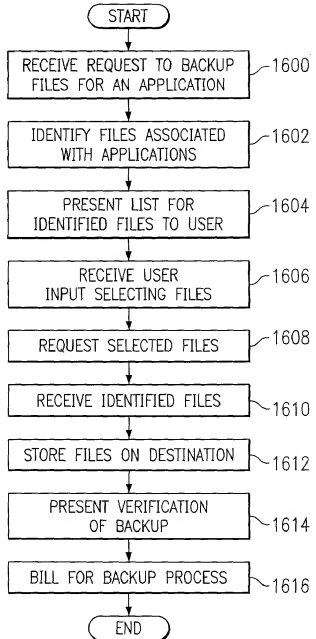 START
RECEIVE REQUEST TO BACKUP
FILES FOR AN APPLICATION
1600
IDENTIFY FILES ASSOCIATED
WITH APPLICATIONS
1602
PRESENT LIST FOR
IDENTIFIED FILES TO USER
1604
RECEIVE USER
INPUT SELECTING FILES
1606
REQUEST SELECTED FILES
1608
RECEIVE IDENTIFIED FILES
1610
STORE FILES ON DESTINATION
1612
PRESENT VERIFICATION
OF BACKUP
1614
BILL FOR BACKUP PROCESS
1616
END